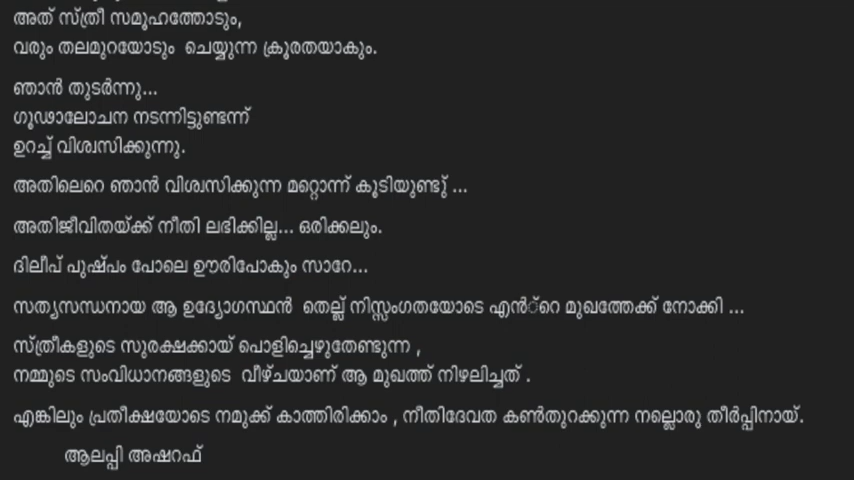 അത് സ്ത്രീ സമൂഹത്തോടും,
വരും തലമുറയോടും ചെയ്യുന്ന ക്രൂരതയാകും.
ഞാൻ തുടർന്നു...
ഗൂഢാലോചന നടന്നിട്ടുണ്ടന്ന്
ഉറച്ച് വിശ്വസിക്കുന്നു.
അതിലെറെ ഞാൻ വിശ്വസിക്കുന്ന മറ്റൊന്ന് കൂടിയുണ്ടു് ...
അതിജീവിതയ്ക്ക് നീതി ലഭിക്കില്ല... ഒരിക്കലും.
ദിലീപ് പുഷ്പം പോലെ ഊരിപോകും സാറേ...
സത്യസന്ധനായ ആ ഉദ്യോഗസ്ഥൻ തെല്ല് നിസ്സംഗതയോടെ എൻ്റെ മുഖത്തേക്ക് നോക്കി ...
സ്ത്രീകളുടെ സുരക്ഷക്കായ് പൊളിച്ചെഴുതേണ്ടുന്ന ,
നമ്മുടെ സംവിധാനങ്ങളുടെ വീഴ്ചയാണ് ആ മുഖത്ത് നിഴലിച്ചത് .
എങ്കിലും പ്രതീക്ഷയോടെ നമുക്ക് കാത്തിരിക്കാം , നീതിദേവത കൺതുറക്കുന്ന നല്ലൊരു തീർപ്പിനായ്.
ആലപ്പി അഷറഫ്